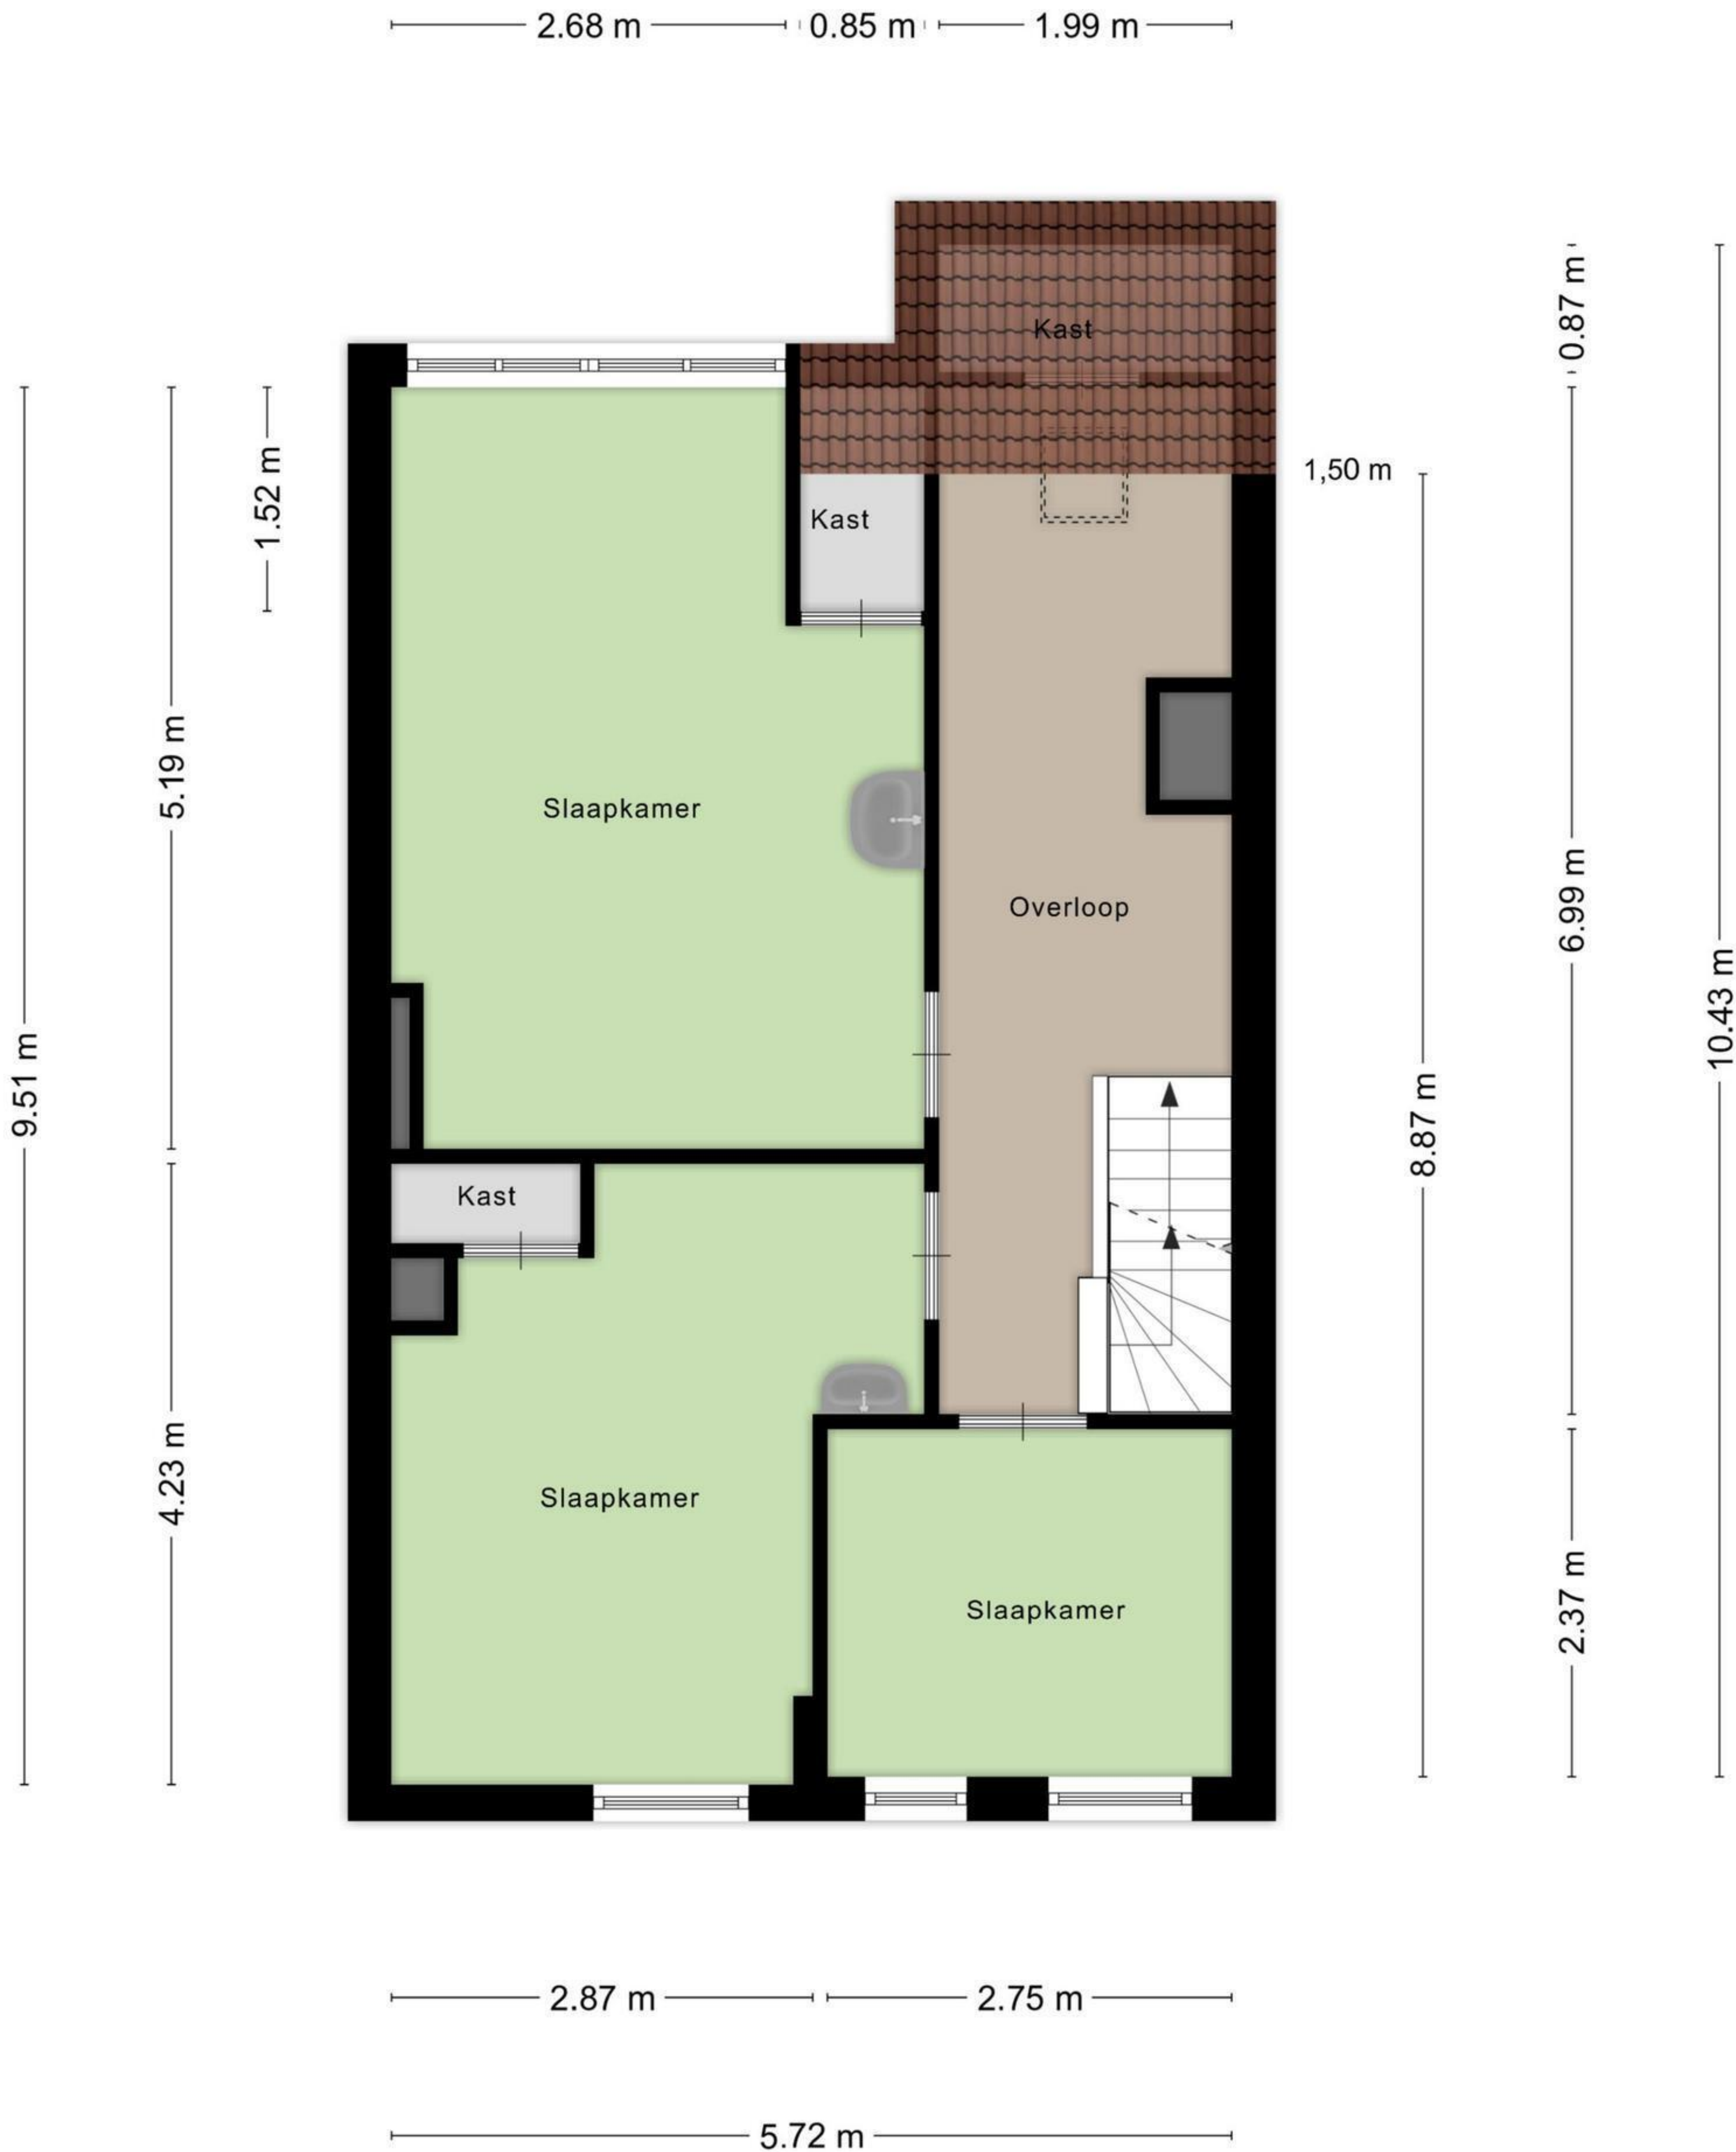 2.68 m 0.85 m 1.99 m
0.87 m
Kast
1,50 m
1.52 m
Kast
5.19 m
Slaapkamer
6.99 m
Overloop
10.43 m
9.51 m
8.87 m
Kast
4.23 m
Slaapkamer
2.37 m
Slaapkamer
2.87 m 2.75 m
5.72 m